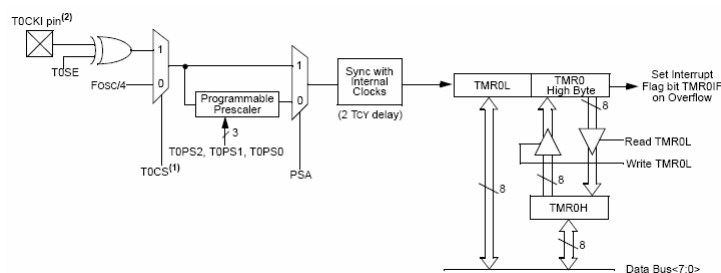 T0CKI pin(2)
T0SE
FOSC/4
1
0
Programmable
Prescaler
3
T0PS2, T0PS1, T0PS0
T0CS(1)
1
0
PSA
Sync with
Internal
Clocks
(2 TCY delay)
TMR0L
TMR0
High Byte
Set Interrupt
Flag bit TMR0IF
on Overflow
8
Read TMR0L
Write TMR0L
8
8
TMR0H
8
Data Bus<7:0>